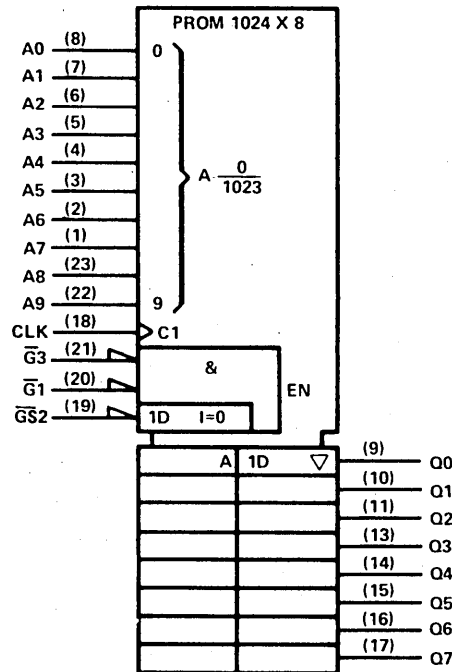 PROM 1024 X 8
A0 (8) 0
A1 (7)
A2 (6)
A3 (5)
A4 (4)
A 0/1023
A5 (3)
A6 (2)
A7 (1)
A8 (23)
A9 (22) 9
CLK (18) C1
G̅3 (21) &
G̅1 (20) EN
G̅S̅2 (19) 1D I=0
A 1D ▽ (9) Q0
(10) Q1
(11) Q2
(13) Q3
(14) Q4
(15) Q5
(16) Q6
(17) Q7